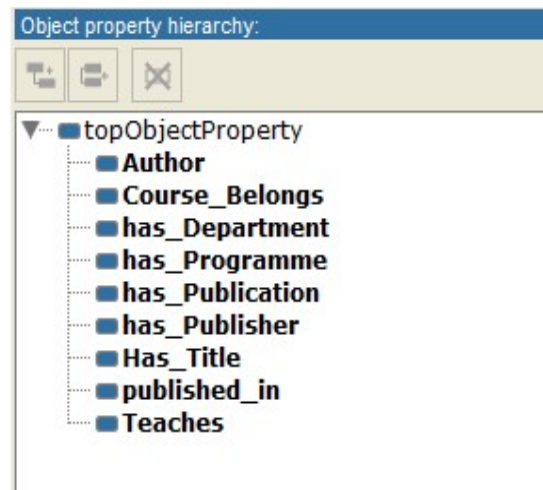 Object property hierarchy:
topObjectProperty
Author
Course_Belongs
has_Department
has_Programme
has_Publication
has_Publisher
Has_Title
published_in
Teaches